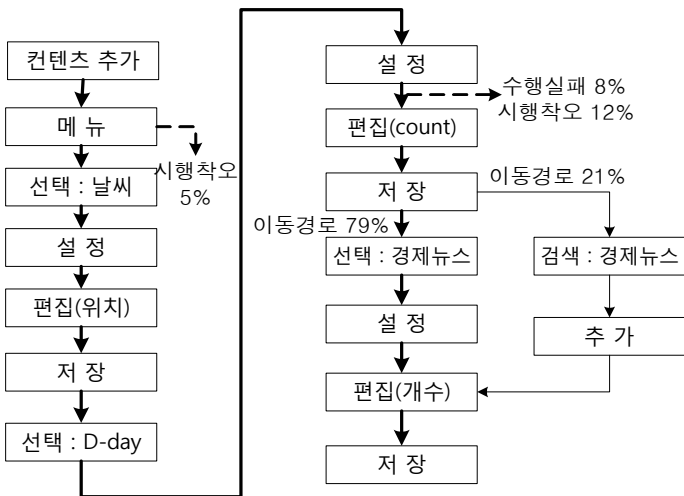 컨텐츠 추가
메 뉴
시행착오
5%
선택 : 날씨
설 정
편집(위치)
저 장
선택 : D-day
설 정
수행실패 8%
시행착오 12%
편집(count)
저 장
이동경로 21%
이동경로 79%
선택 : 경제뉴스
검색 : 경제뉴스
설 정
추 가
편집(개수)
저 장